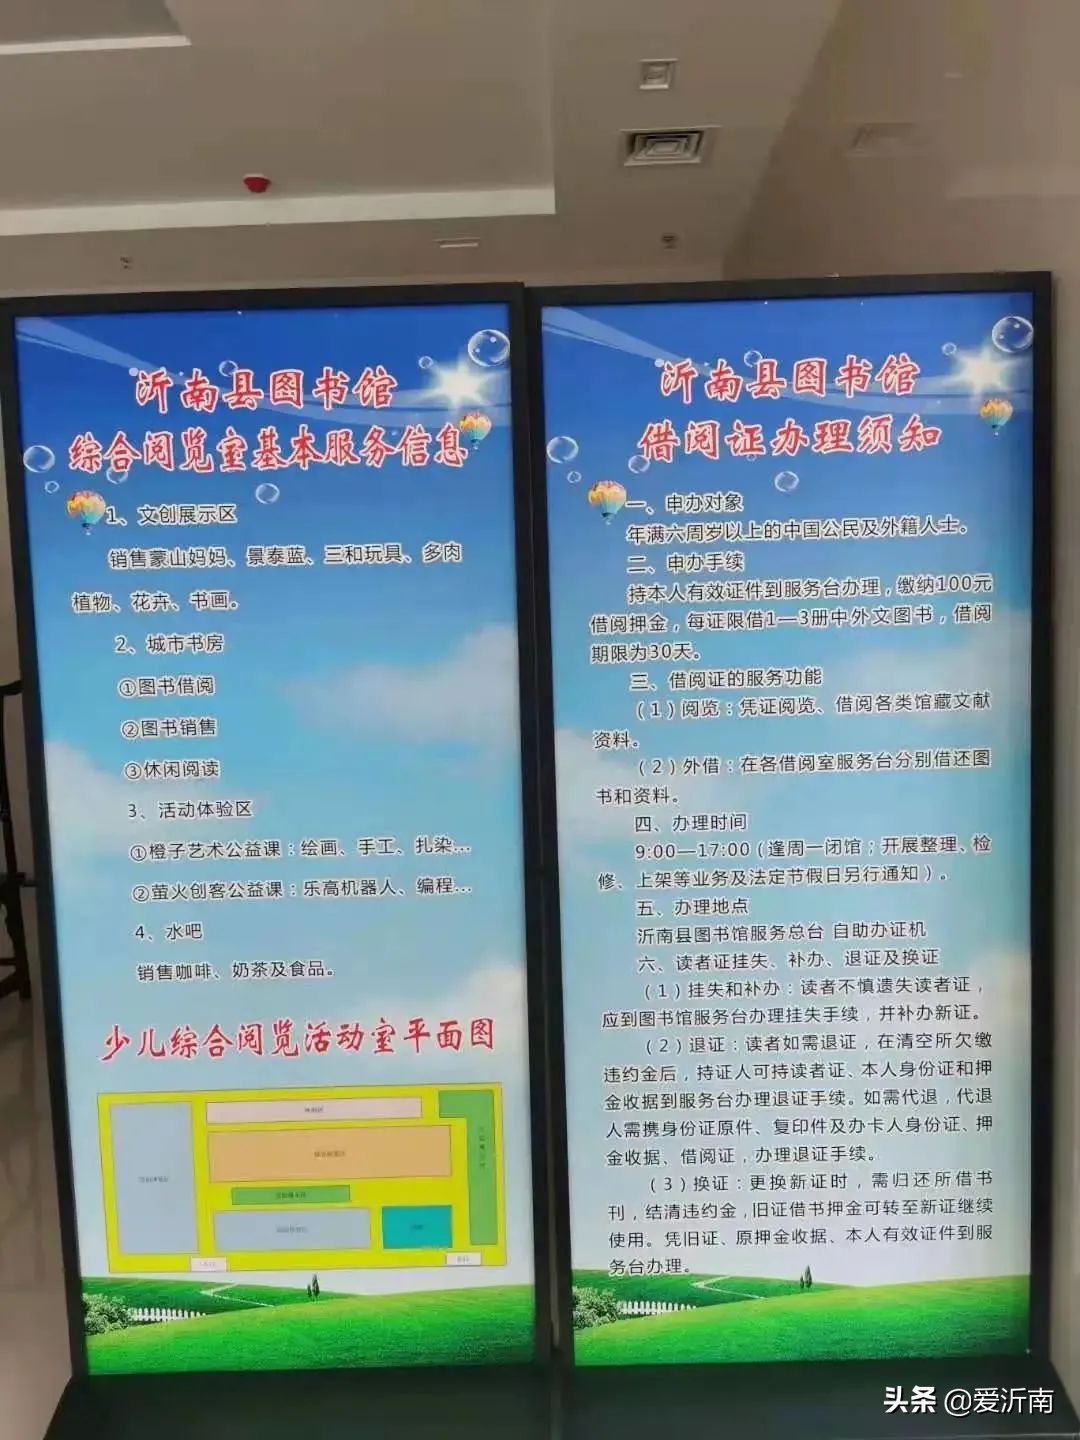 沂南县图书馆
综合阅览室基本服务信息
1、文创展示区
销售蒙山妈妈、景泰蓝、三和玩具、多肉
植物、花卉、书画。
2、城市书房
①图书借阅
②图书销售
③休闲阅读
3、活动体验区
①橙子艺术公益课：绘画、手工、扎染...
②萤火创客公益课：乐高机器人、编程...
4、水吧
销售咖啡、奶茶及食品。
少儿综合阅览活动室平面图
沂南县图书馆
借阅证办理须知
一、申办对象
年满六周岁以上的中国公民及外籍人士。
二、申办手续
持本人有效证件到服务台办理，缴纳100元
借阅押金，每证限借1—3册中外文图书，借阅
期限为30天。
三、借阅证的服务功能
（1）阅览：凭证阅览、借阅各类馆藏文献
资料。
（2）外借：在各借阅室服务台分别借还图
书和资料。
四、办理时间
9:00—17:00（逢周一闭馆；开展整理、检
修、上架等业务及法定节假日另行通知）。
五、办理地点
沂南县图书馆服务总台 自助办证机
六、读者证挂失、补办、退证及换证
（1）挂失和补办：读者不慎遗失读者证，
应到图书馆服务台办理挂失手续，并补办新证。
（2）退证：读者如需退证，在清空所欠缴
违约金后，持证人可持读者证、本人身份证和押
金收据到服务台办理退证手续。如需代退，代退
人需携身份证原件、复印件及办卡人身份证、押
金收据、借阅证，办理退证手续。
（3）换证：更换新证时，需归还所借书
刊，结清违约金，旧证借书押金可转至新证继续
使用。凭旧证、原押金收据、本人有效证件到服
务台办理。
头条 @爱沂南